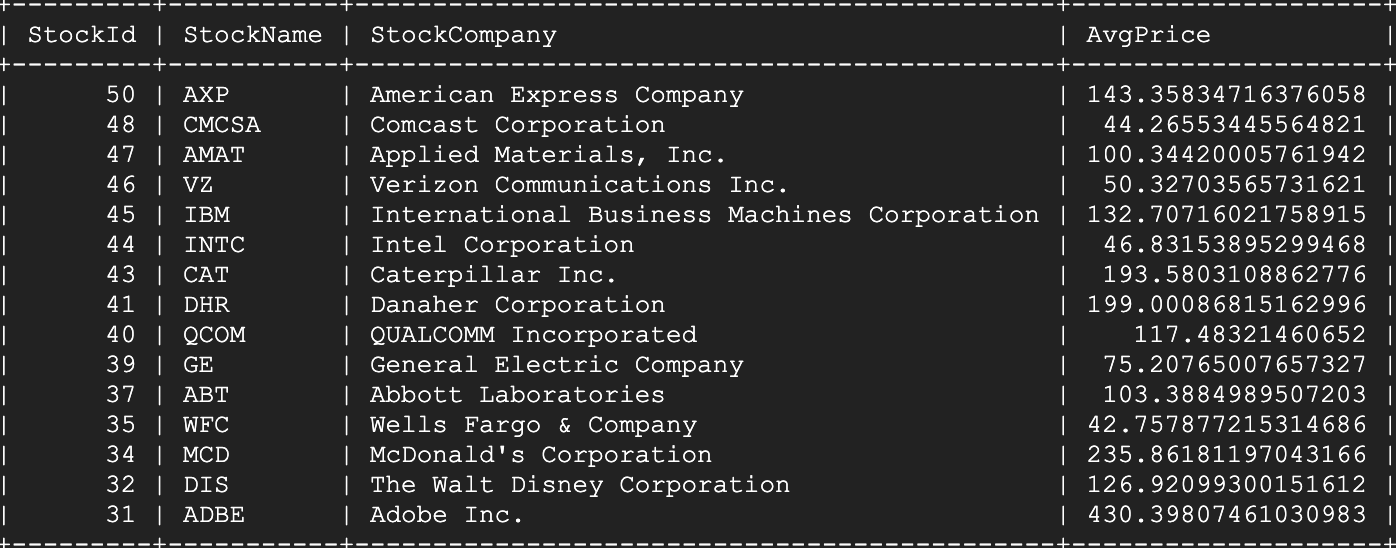 +---------+-----------+---------------------------------------------+--------------------+
| StockId | StockName | StockCompany                                | AvgPrice           |
+---------+-----------+---------------------------------------------+--------------------+
|      50 | AXP       | American Express Company                    | 143.35834716376058 |
|      48 | CMCSA     | Comcast Corporation                         |  44.26553445564821 |
|      47 | AMAT      | Applied Materials, Inc.                     | 100.34420005761942 |
|      46 | VZ        | Verizon Communications Inc.                 |  50.32703565731621 |
|      45 | IBM       | International Business Machines Corporation | 132.70716021758915 |
|      44 | INTC      | Intel Corporation                           |  46.83153895299468 |
|      43 | CAT       | Caterpillar Inc.                            |  193.5803108862776 |
|      41 | DHR       | Danaher Corporation                         | 199.00086815162996 |
|      40 | QCOM      | QUALCOMM Incorporated                       |    117.48321460652 |
|      39 | GE        | General Electric Company                    |  75.20765007657327 |
|      37 | ABT       | Abbott Laboratories                         |  103.3884989507203 |
|      35 | WFC       | Wells Fargo & Company                       | 42.757877215314686 |
|      34 | MCD       | McDonald's Corporation                      | 235.86181197043166 |
|      32 | DIS       | The Walt Disney Corporation                 | 126.92099300151612 |
|      31 | ADBE      | Adobe Inc.                                  | 430.39807461030983 |
+---------+-----------+---------------------------------------------+--------------------+